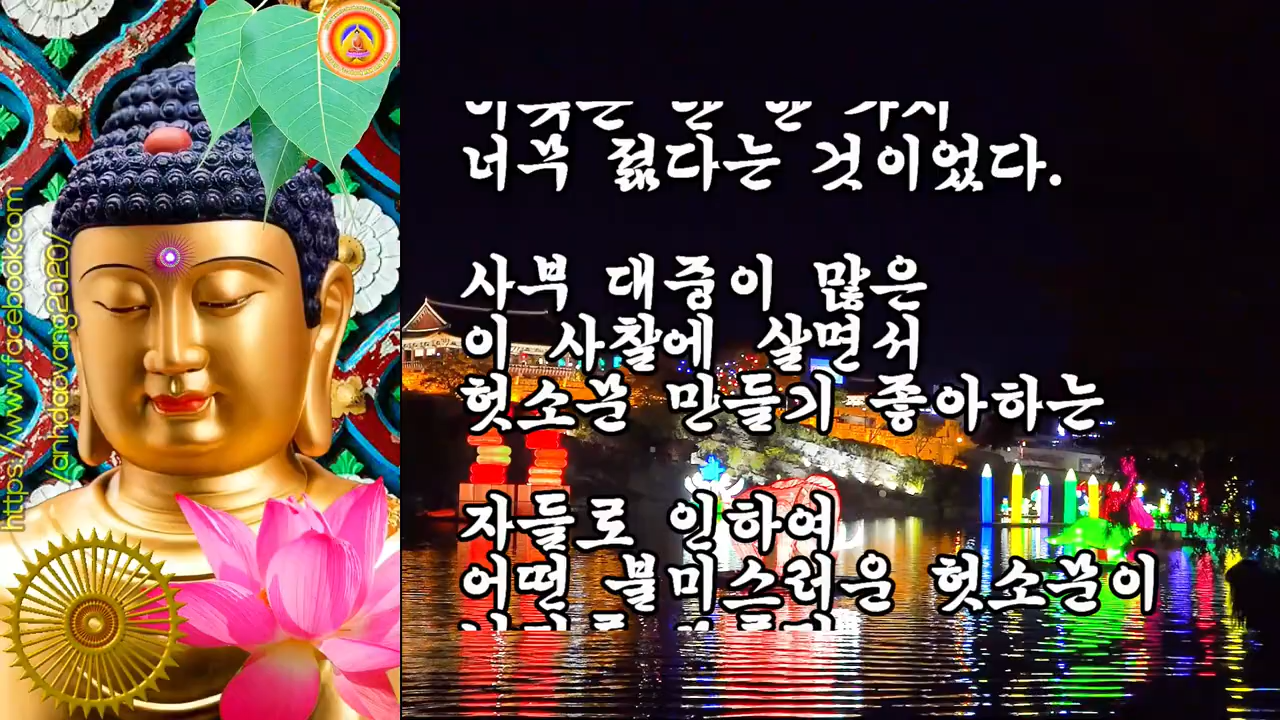 너무 젊다는 것이었다.
사부 대중이 많은
이 사찰에 살면서
헛소문 만들기 좋아하는
자들로 인하여
어떤 불미스러운 헛소문이
https://www.facebook.com
/anhdaovang2020/